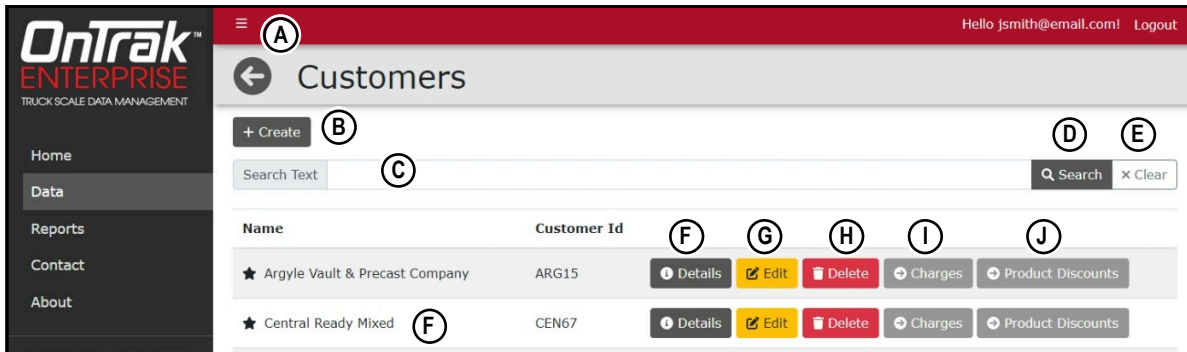 OnTrak™
ENTERPRISE
TRUCK SCALE DATA MANAGEMENT
Home
Data
Reports
Contact
About
A
Hello jsmith@email.com! Logout
Customers
+ Create B
D E
Search Text C Search × Clear
Name Customer Id
F G H I J
Argyle Vault & Precast Company ARG15 Details Edit Delete Charges Product Discounts
Central Ready Mixed F CEN67 Details Edit Delete Charges Product Discounts